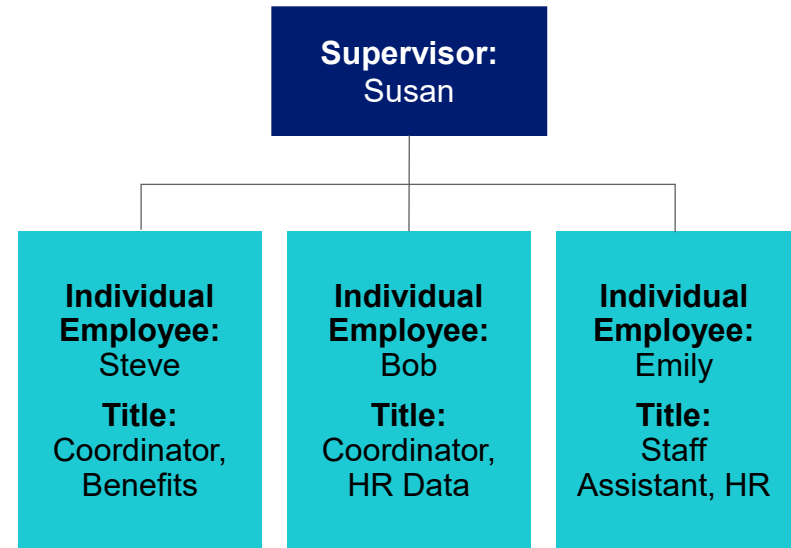 Supervisor:
Susan
Individual
Employee:
Steve
Title:
Coordinator,
Benefits
Individual
Employee:
Bob
Title:
Coordinator,
HR Data
Individual
Employee:
Emily
Title:
Staff
Assistant, HR